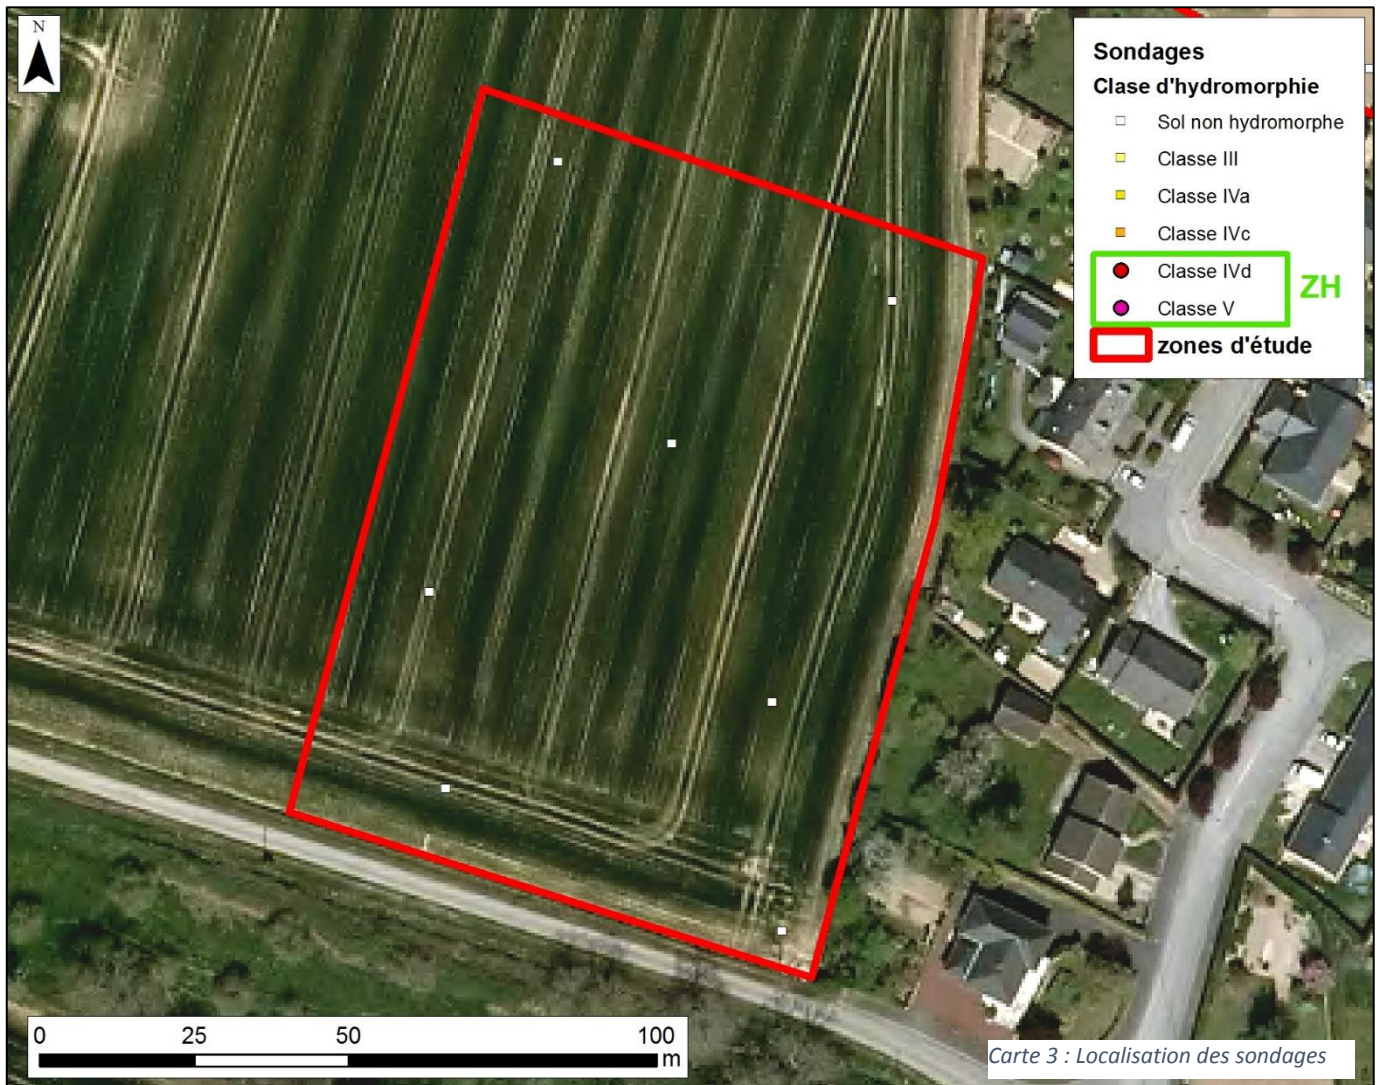 N
Sondages
Clase d'hydromorphie
Sol non hydromorphe
Classe III
Classe IVa
Classe IVc
Classe IVd
Classe V
ZH
zones d'étude
0 25 50 100
m
Carte 3 : Localisation des sondages